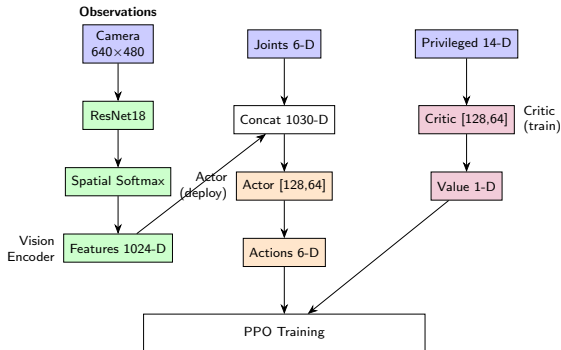 Observations
Camera
640×480
Joints 6-D
Privileged 14-D
ResNet18
Concat 1030-D
Critic [128,64]
Critic
(train)
Spatial Softmax
Actor
(deploy)
Actor [128,64]
Value 1-D
Vision
Encoder
Features 1024-D
Actions 6-D
PPO Training